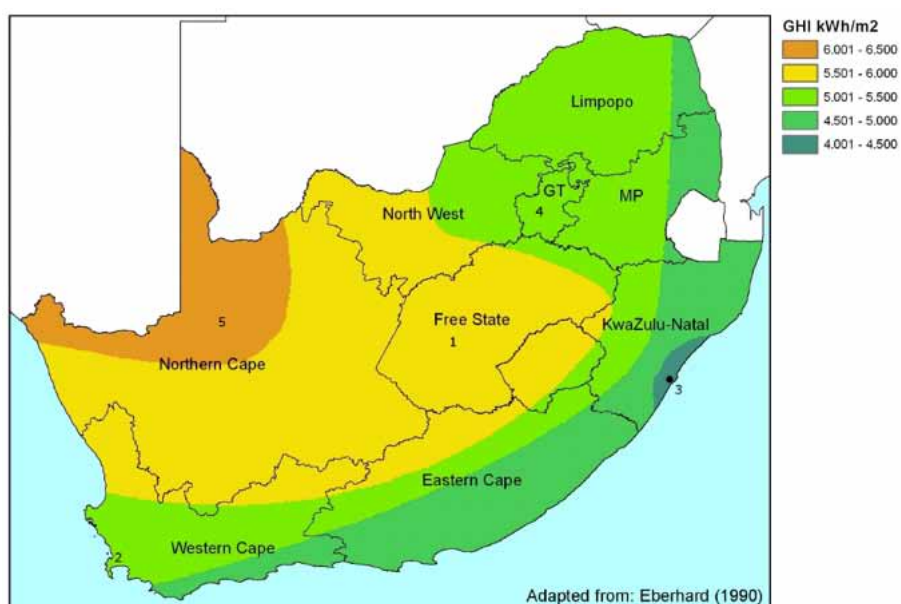 GHI kWh/m2
6.001 - 6.500
5.501 - 6.000
5.001 - 5.500
4.501 - 5.000
4.001 - 4.500
Limpopo
GT
MP
4
North West
5
Free State
KwaZulu-Natal
1
Northern Cape
3
Eastern Cape
Western Cape
2
Adapted from: Eberhard (1990)